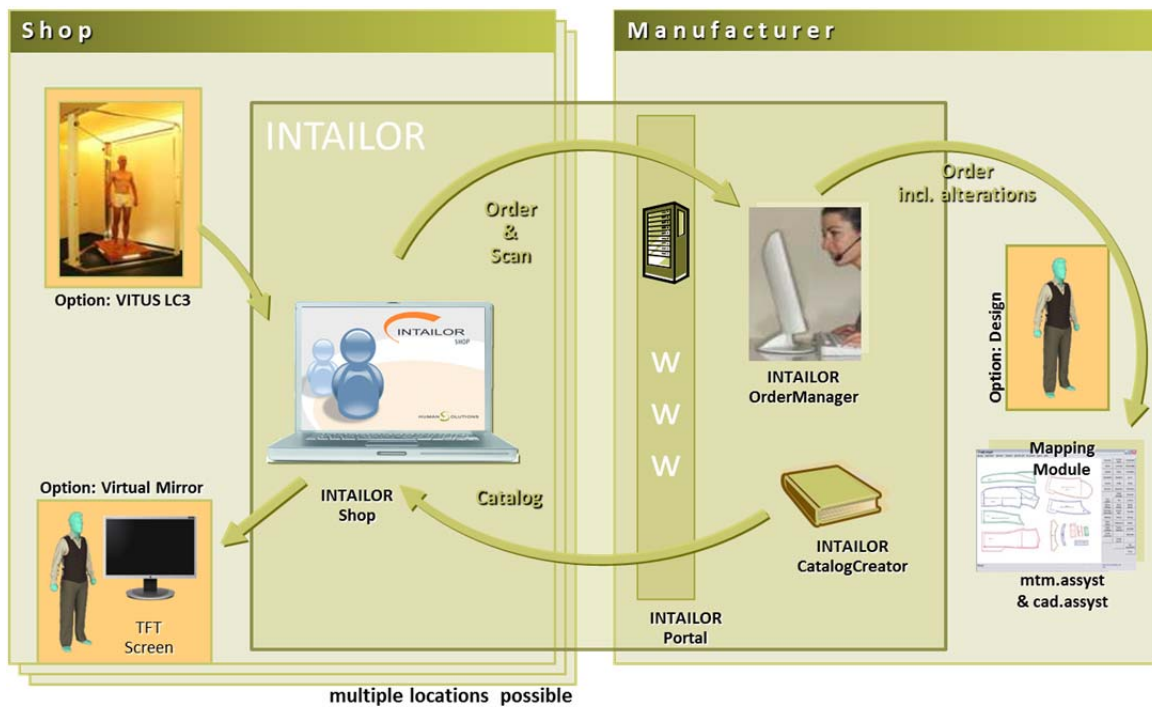 Shop
Manufacturer
INTAILOR
Order
&
Scan
Order
incl. alterations
Option: VITUS LC3
Option: Design
INTAILOR
SHOP
HUMAN SOLUTIONS
W
W
W
INTAILOR
OrderManager
Mapping
Module
Option: Virtual Mirror
INTAILOR
Shop
Catalog
INTAILOR
CatalogCreator
mtm.assyst
& cad.assyst
TFT
Screen
INTAILOR
Portal
multiple locations possible